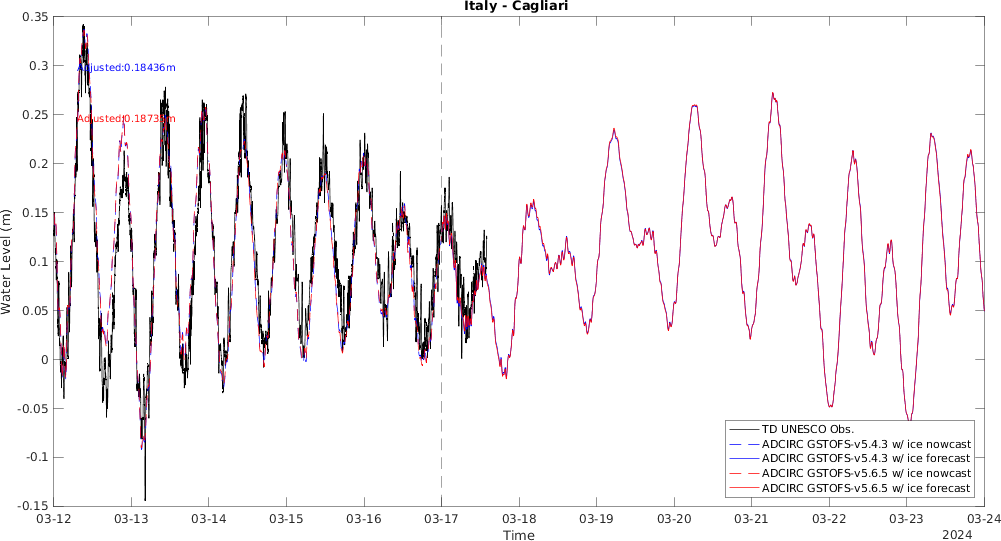 Italy - Cagliari
0.35
0.3
0.25
0.2
0.15
0.1
0.05
0
-0.05
-0.1
-0.15
Water Level (m)
Adjusted:0.18436m
TD UNESCO Obs.
ADCIRC GSTOFS-v5.4.3 w/ ice nowcast
ADCIRC GSTOFS-v5.4.3 w/ ice forecast
ADCIRC GSTOFS-v5.6.5 w/ ice nowcast
ADCIRC GSTOFS-v5.6.5 w/ ice forecast
03-12 03-13 03-14 03-15 03-16 03-17 03-18 03-19 03-20 03-21 03-22 03-23 03-24
Time
2024